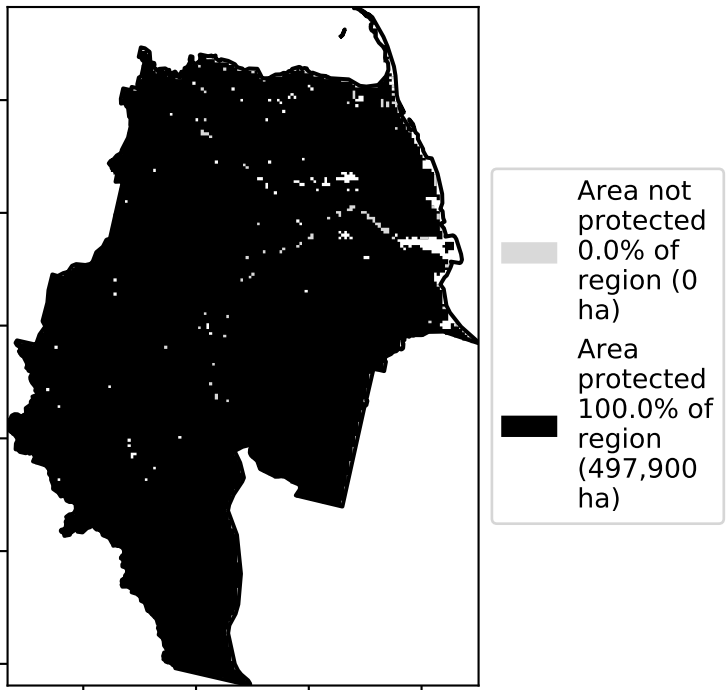 Area not
protected
0.0% of
region (0
ha)
Area
protected
100.0% of
region
(497,900
ha)